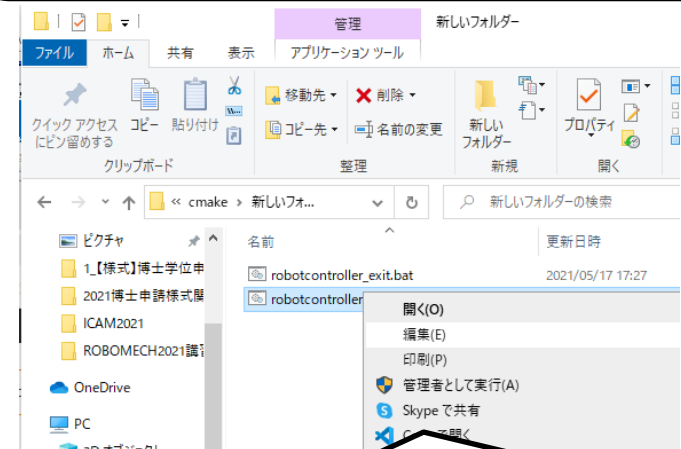 管理
新しいフォルダー
ファイル
ホーム
共有
表示
アプリケーション ツール
クイック アクセス
にピン留めする
コピー
貼り付け
移動先
コピー先
削除
名前の変更
新しい
フォルダー
プロパティ
クリップボード
整理
新規
開く
« cmake › 新しいフォ...
新しいフォルダーの検索
ピクチャ
1_【様式】博士学位申
2021博士申請様式関
ICAM2021
ROBOMECH2021講
OneDrive
PC
名前
更新日時
robotcontroller_exit.bat
2021/05/17 17:27
robotcontroller
開く(O)
編集(E)
印刷(P)
管理者として実行(A)
Skype で共有
で開く